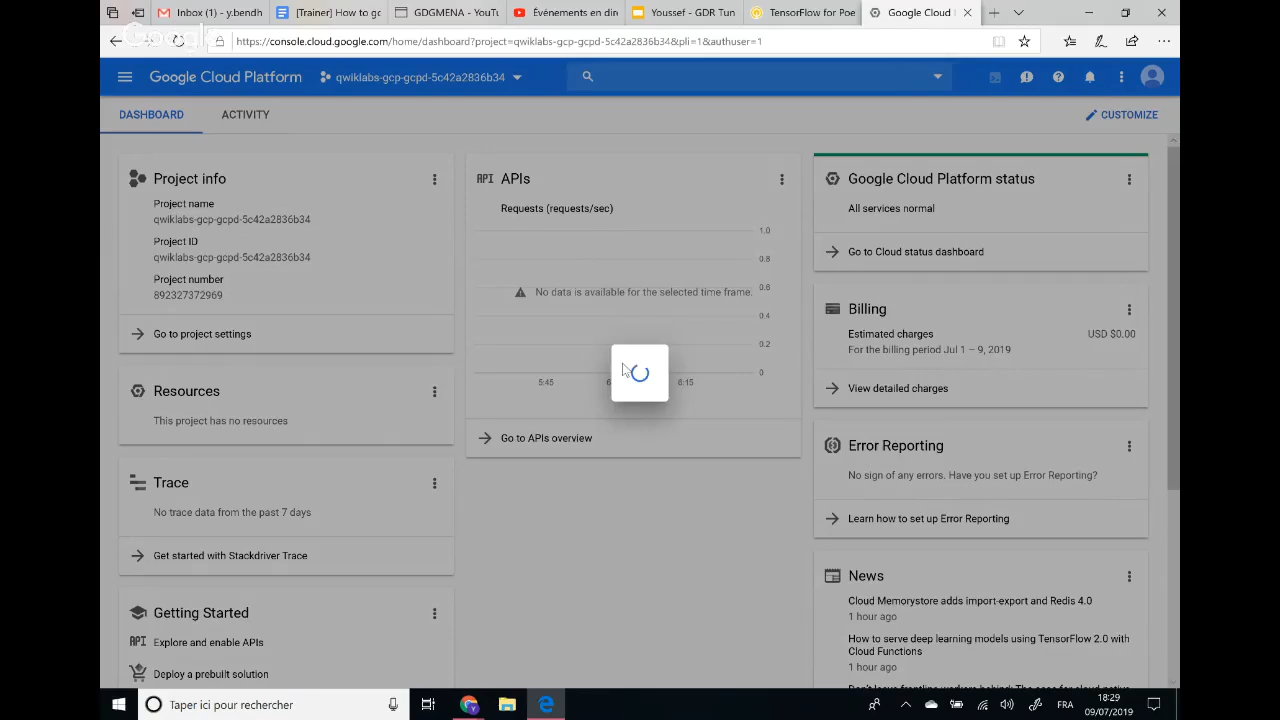 Inbox (1) - y.bendh
[Trainer] How to go
GDGMENA - YouTu
Événements en dire
Youssef - GDR Tun
TensorFlow for Poe
Google Cloud
https://console.cloud.google.com/home/dashboard?project=qwiklabs-gcp-gcpd-5c42a2836b34&pli=1&authuser=1
Google Cloud Platform
qwiklabs-gcp-gcpd-5c42a2836b34
DASHBOARD
ACTIVITY
CUSTOMIZE
Project info
Project name
qwiklabs-gcp-gcpd-5c42a2836b34
Project ID
qwiklabs-gcp-gcpd-5c42a2836b34
Project number
892327372969
Go to project settings
Resources
This project has no resources
Trace
No trace data from the past 7 days
Get started with Stackdriver Trace
Getting Started
API Explore and enable APIs
Deploy a prebuilt solution
API APIs
Requests (requests/sec)
1.0
0.8
No data is available for the selected time frame.
0.6
0.4
0.2
0
5:45
6:15
Go to APIs overview
Google Cloud Platform status
All services normal
Go to Cloud status dashboard
Billing
Estimated charges
USD $0.00
For the billing period Jul 1 – 9, 2019
View detailed charges
Error Reporting
No sign of any errors. Have you set up Error Reporting?
Learn how to set up Error Reporting
News
Cloud Memorystore adds import-export and Redis 4.0
1 hour ago
How to serve deep learning models using TensorFlow 2.0 with
Cloud Functions
1 hour ago
Taper ici pour rechercher
FRA
18:29
09/07/2019